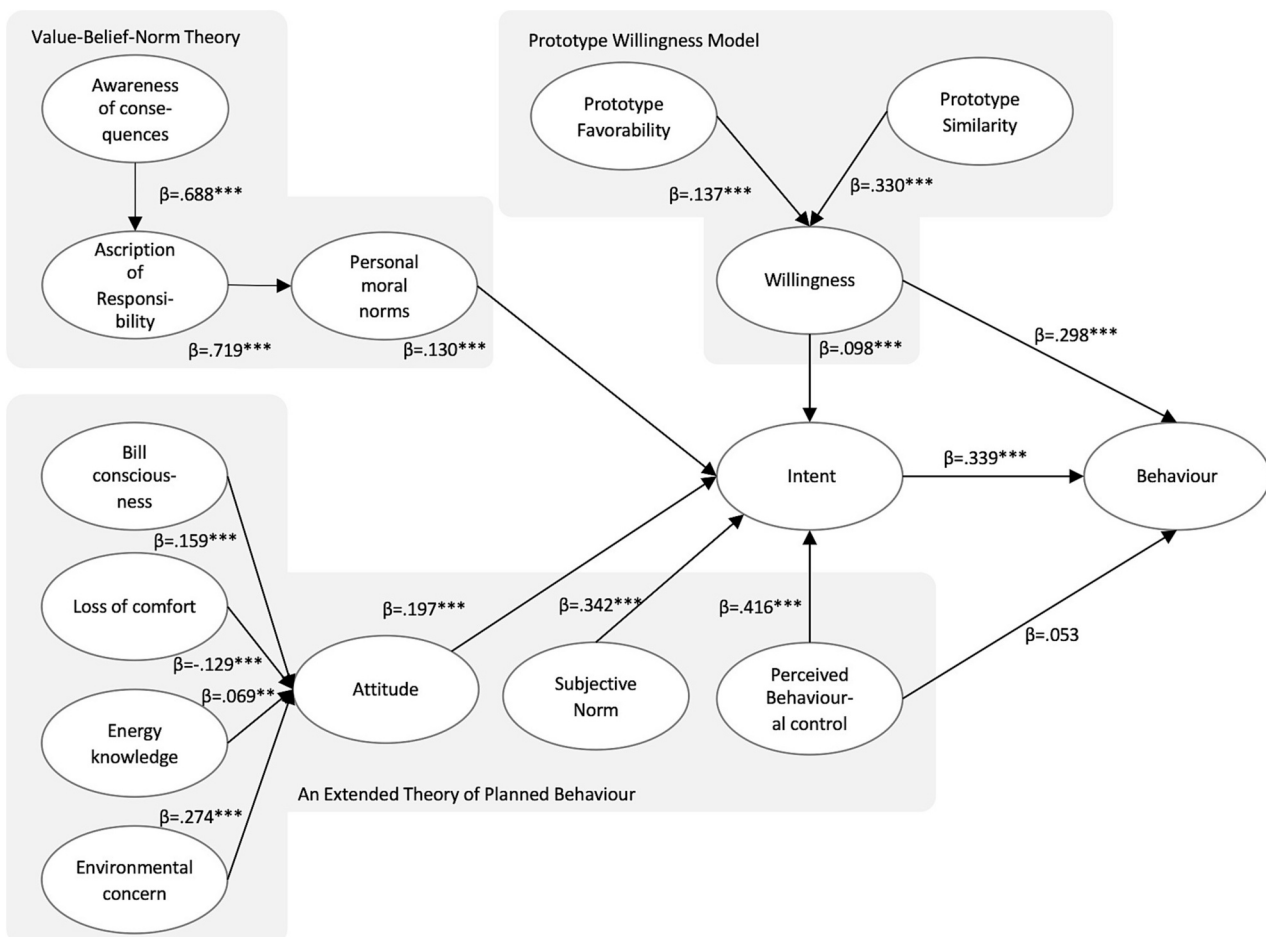 Value-Belief-Norm Theory
Awareness
of conse-
quences
β=.688***
Ascription
of
Responsi-
bility
β=.719***
Personal
moral
norms
β=.130***
Prototype Willingness Model
Prototype
Favorability
Prototype
Similarity
β=.137***
β=.330***
Willingness
β=.098***
β=.298***
Intent
β=.339***
Behaviour
Bill
conscious-
ness
β=.159***
Loss of comfort
β=-.129***
β=.069**
Energy
knowledge
β=.274***
Environmental
concern
Attitude
β=.197***
Subjective
Norm
β=.342***
Perceived
Behaviour-
al control
β=.416***
β=.053
An Extended Theory of Planned Behaviour